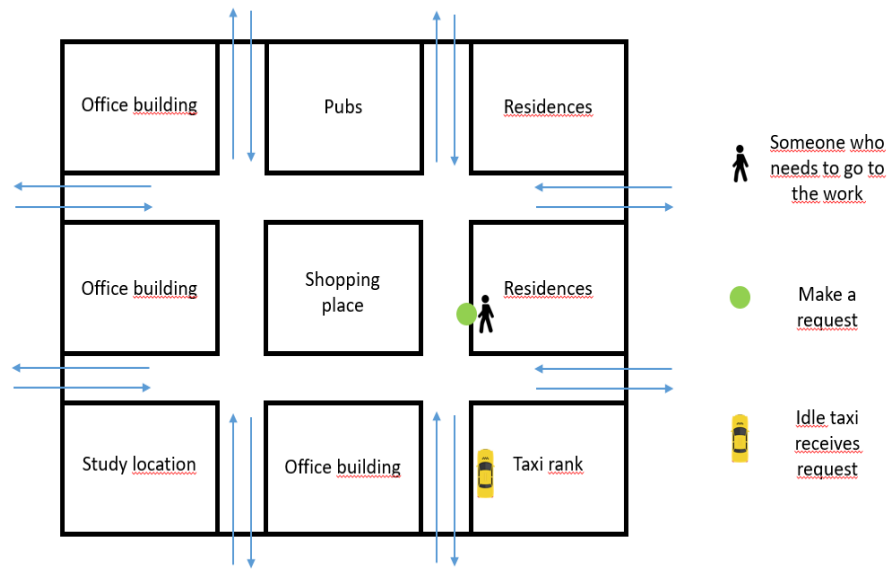 Office building
Pubs
Residences
Someone who
needs to go to
the work
Office building
Shopping
place
Residences
Make a
request
Study location
Office building
Taxi rank
Idle taxi
receives
request